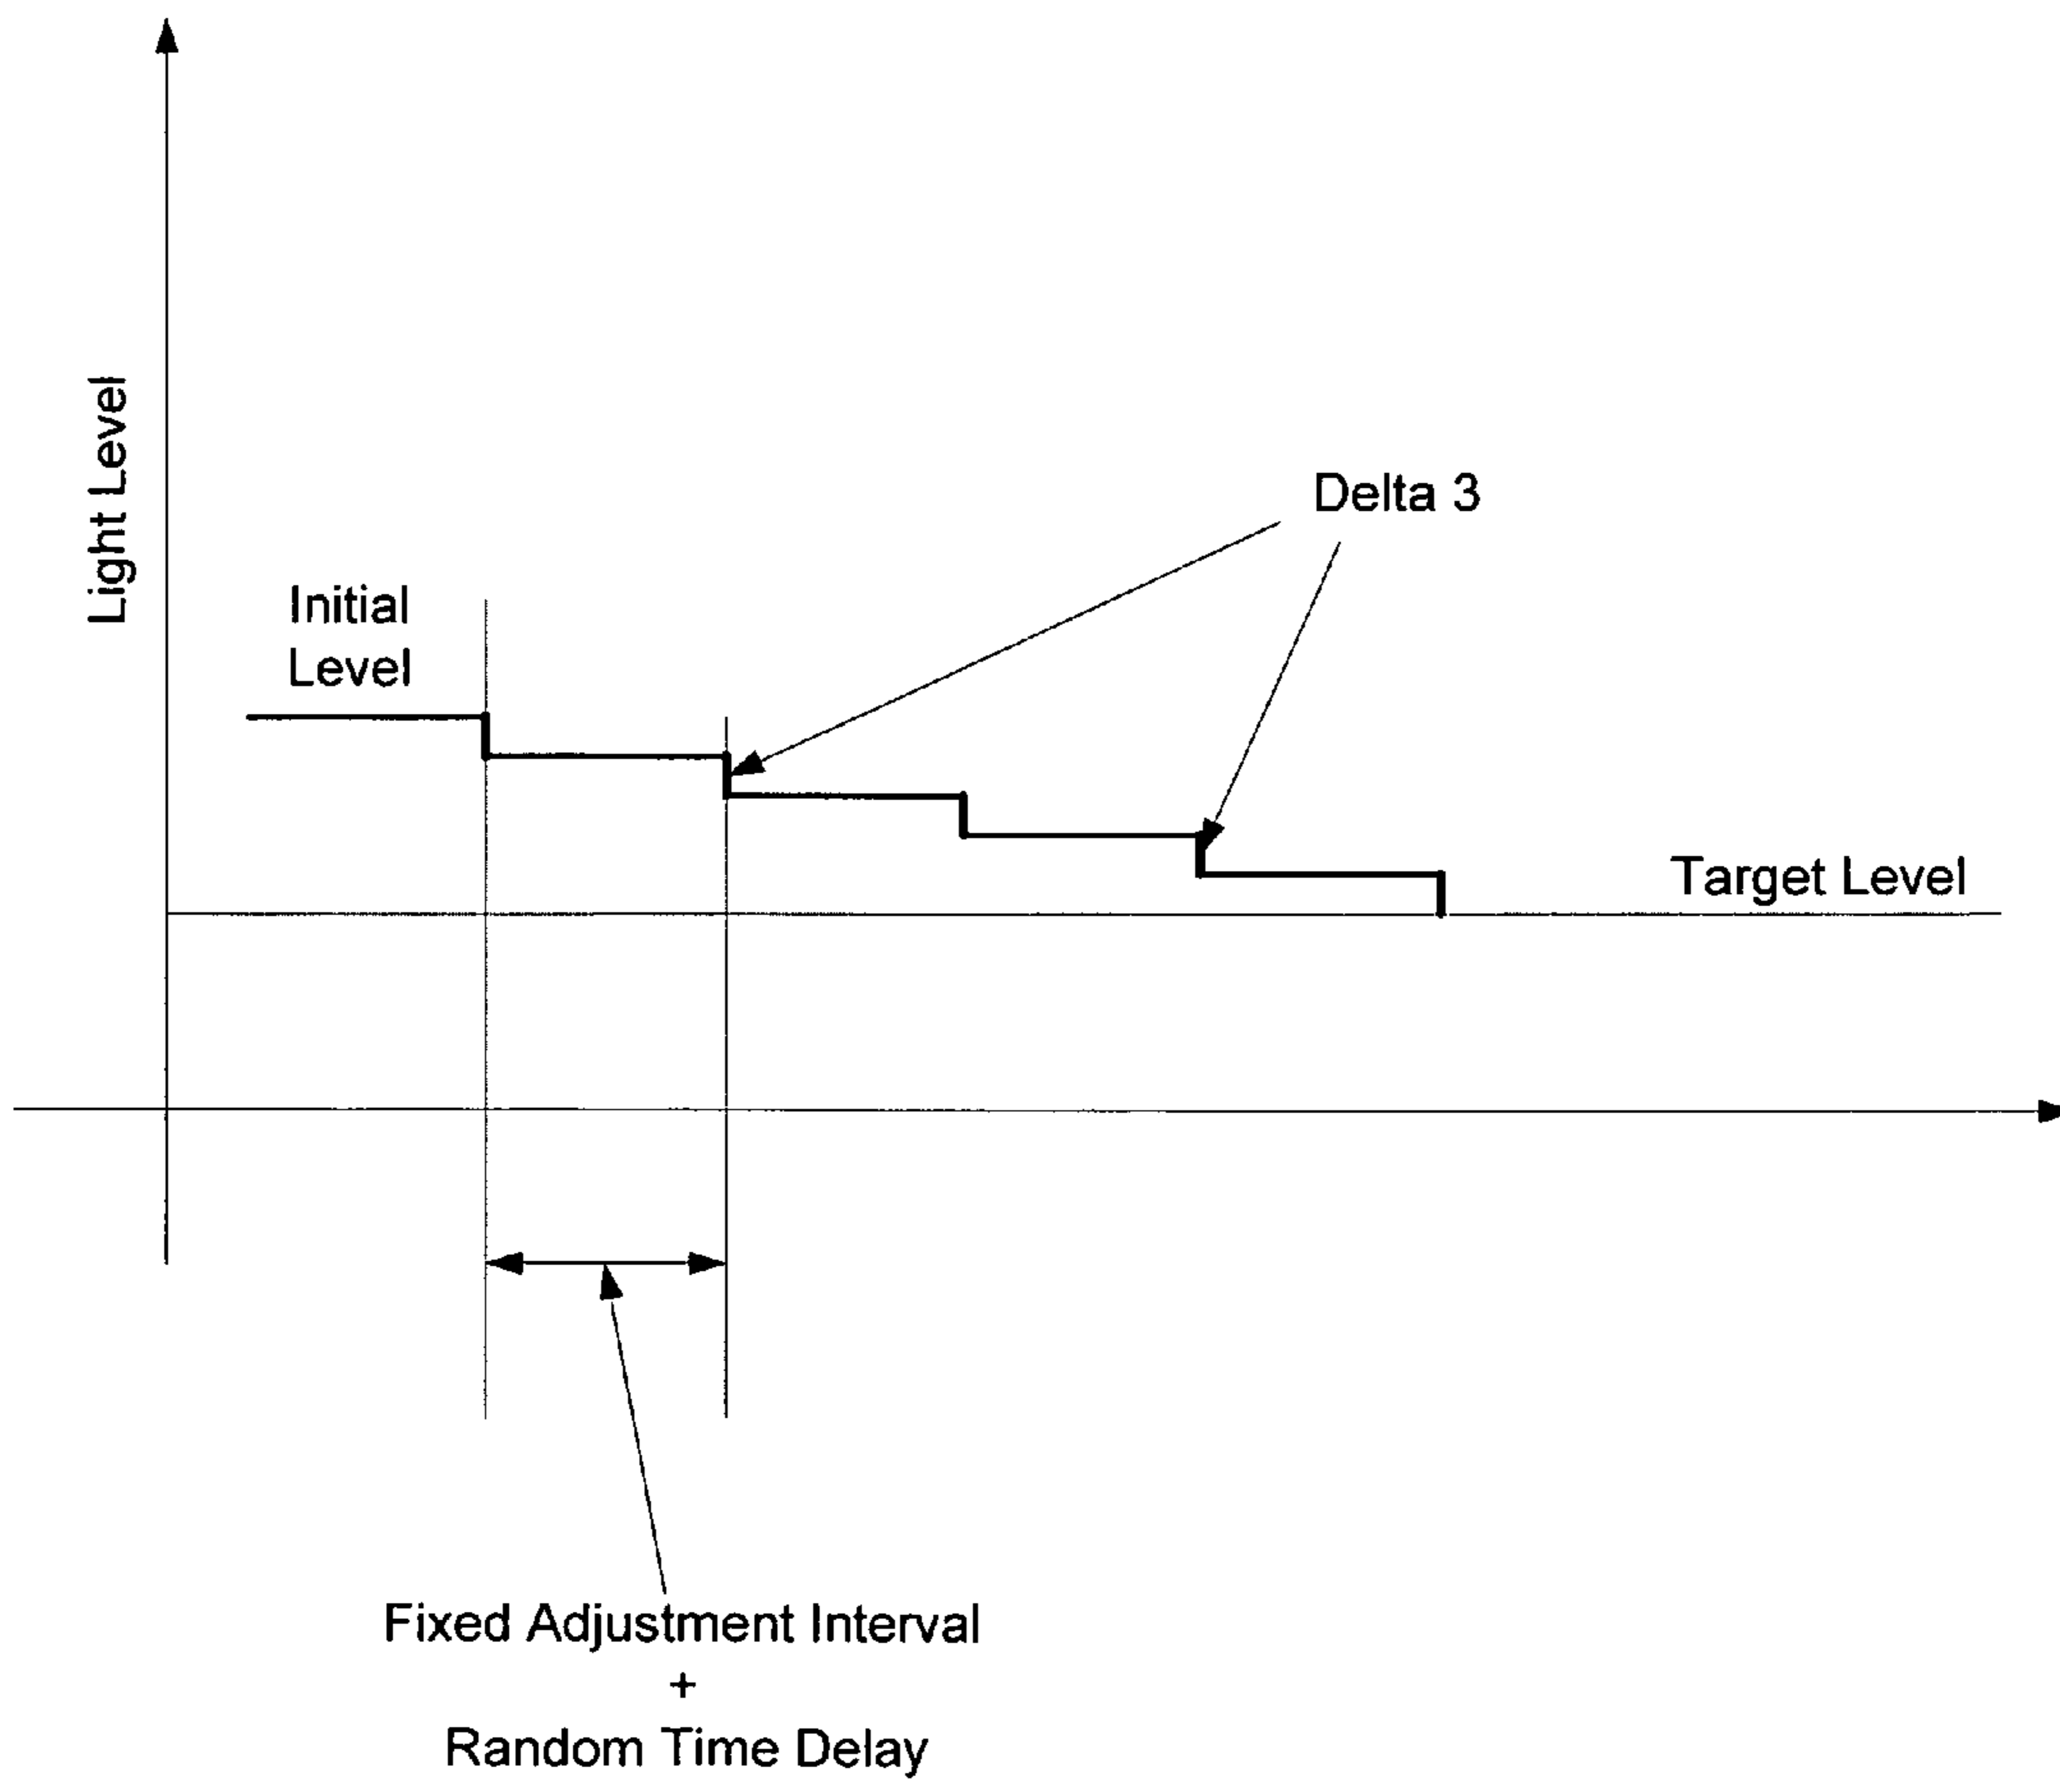 Light Level
Initial
Level
Delta 3
Target Level
Fixed Adjustment Interval
+
Random Time Delay